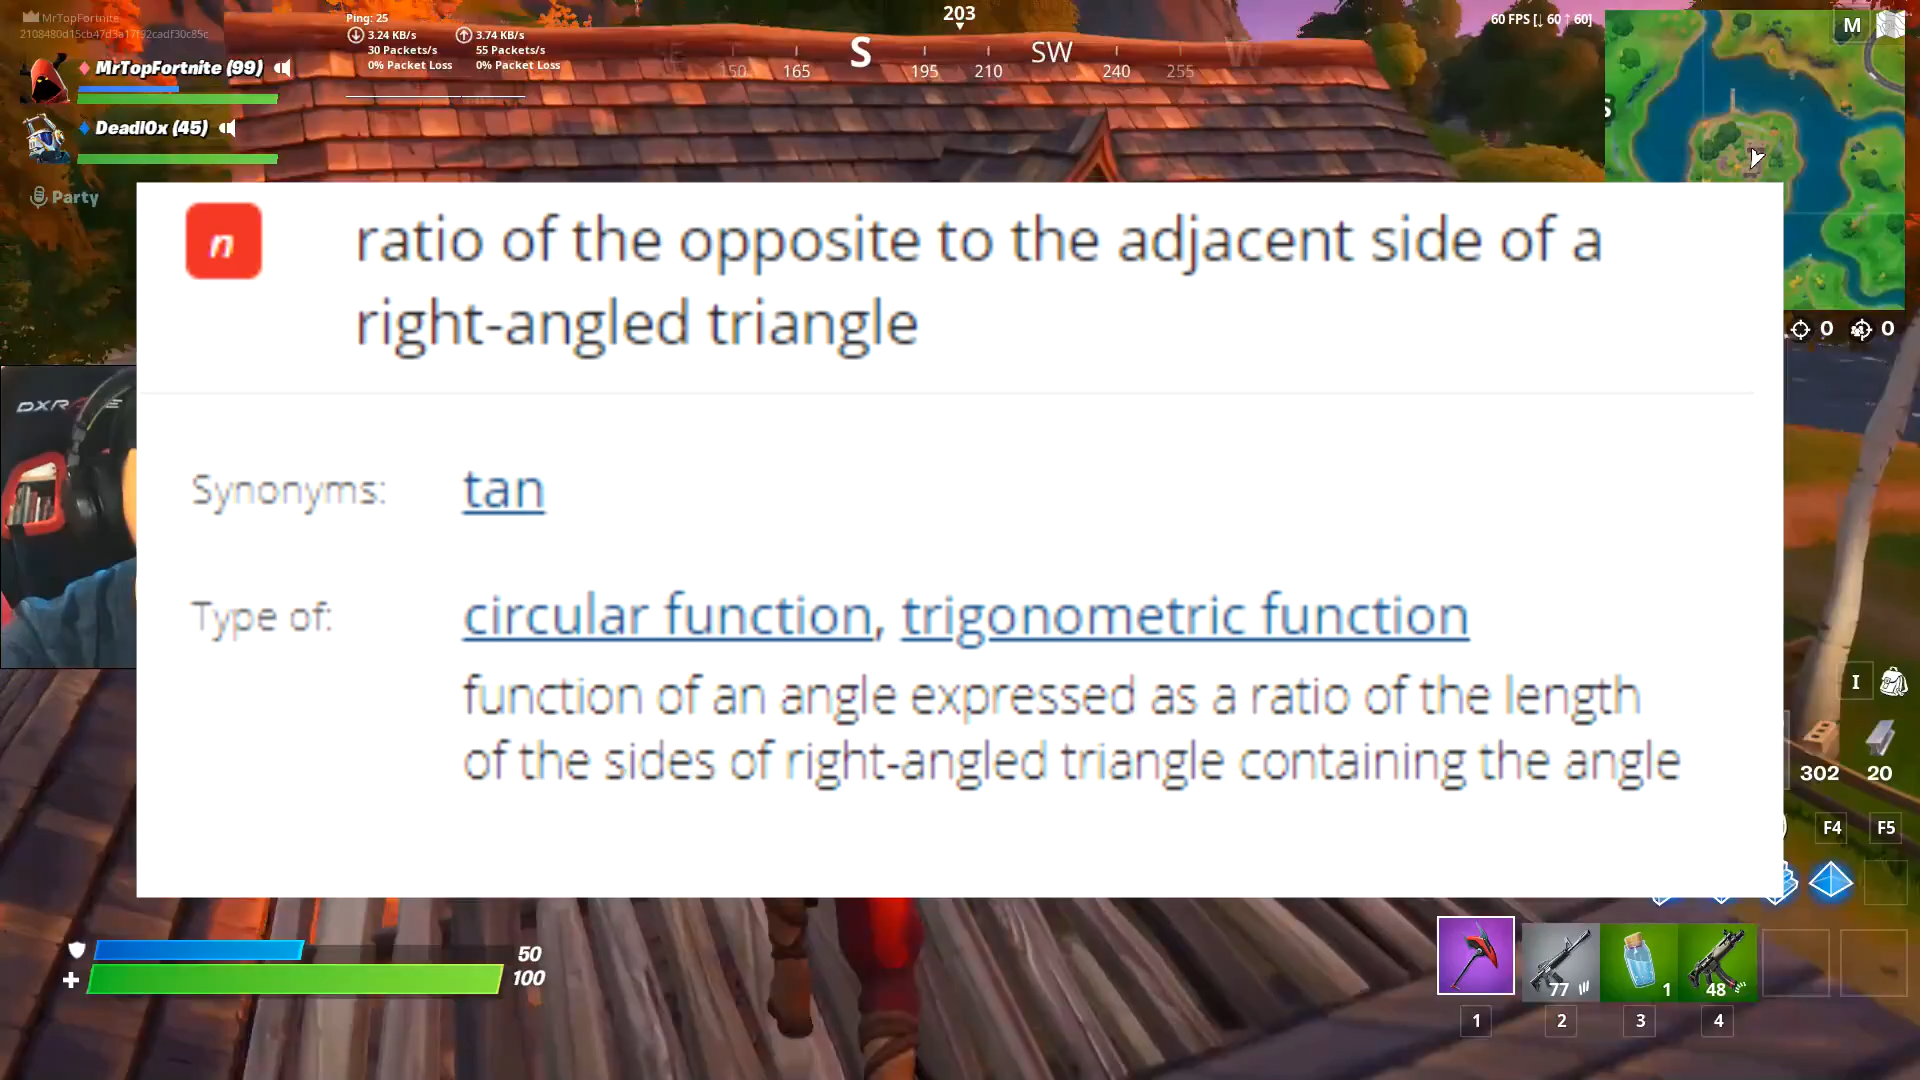 MrTopFortnite
Ping: 25
203
60 FPS [↓ 60 ↑ 60]
M
3.24 KB/s
3.74 KB/s
30 Packets/s
55 Packets/s
0% Packet Loss
0% Packet Loss
E 150 165 S 195 210 SW 240 255 W
MrTopFortnite (99)
S
Party
n
ratio of the opposite to the adjacent side of a
right-angled triangle
0
0
DXR
Synonyms: tan
Type of: circular function, trigonometric function
function of an angle expressed as a ratio of the length
of the sides of right-angled triangle containing the angle
I
302
20
F4
F5
50
100
77
1
48
1
2
3
4